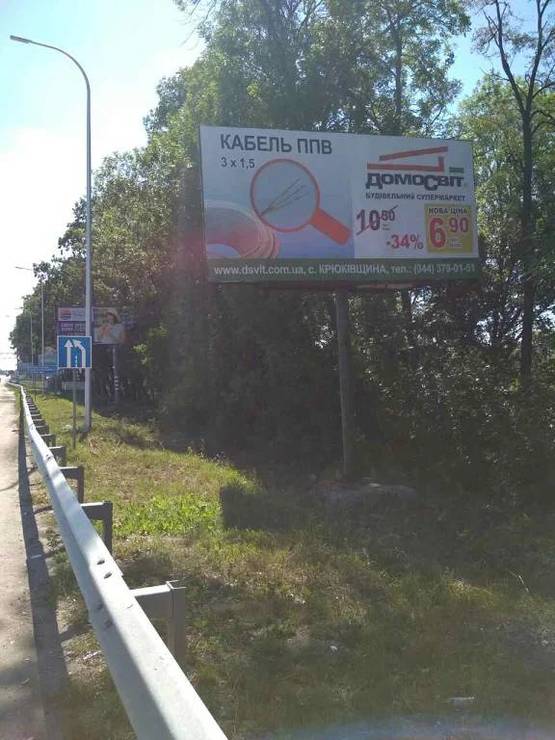 КАБЕЛЬ ППВ
3 х 1,5
ДОМОСВІТ
БУДІВЕЛЬНИЙ СУПЕРМАРКЕТ
10 80
-34%
НОВА ЦІНА
6 90
www.dsvit.com.ua, с. КРЮКІВЩИНА, тел.: (044) 375-01-51